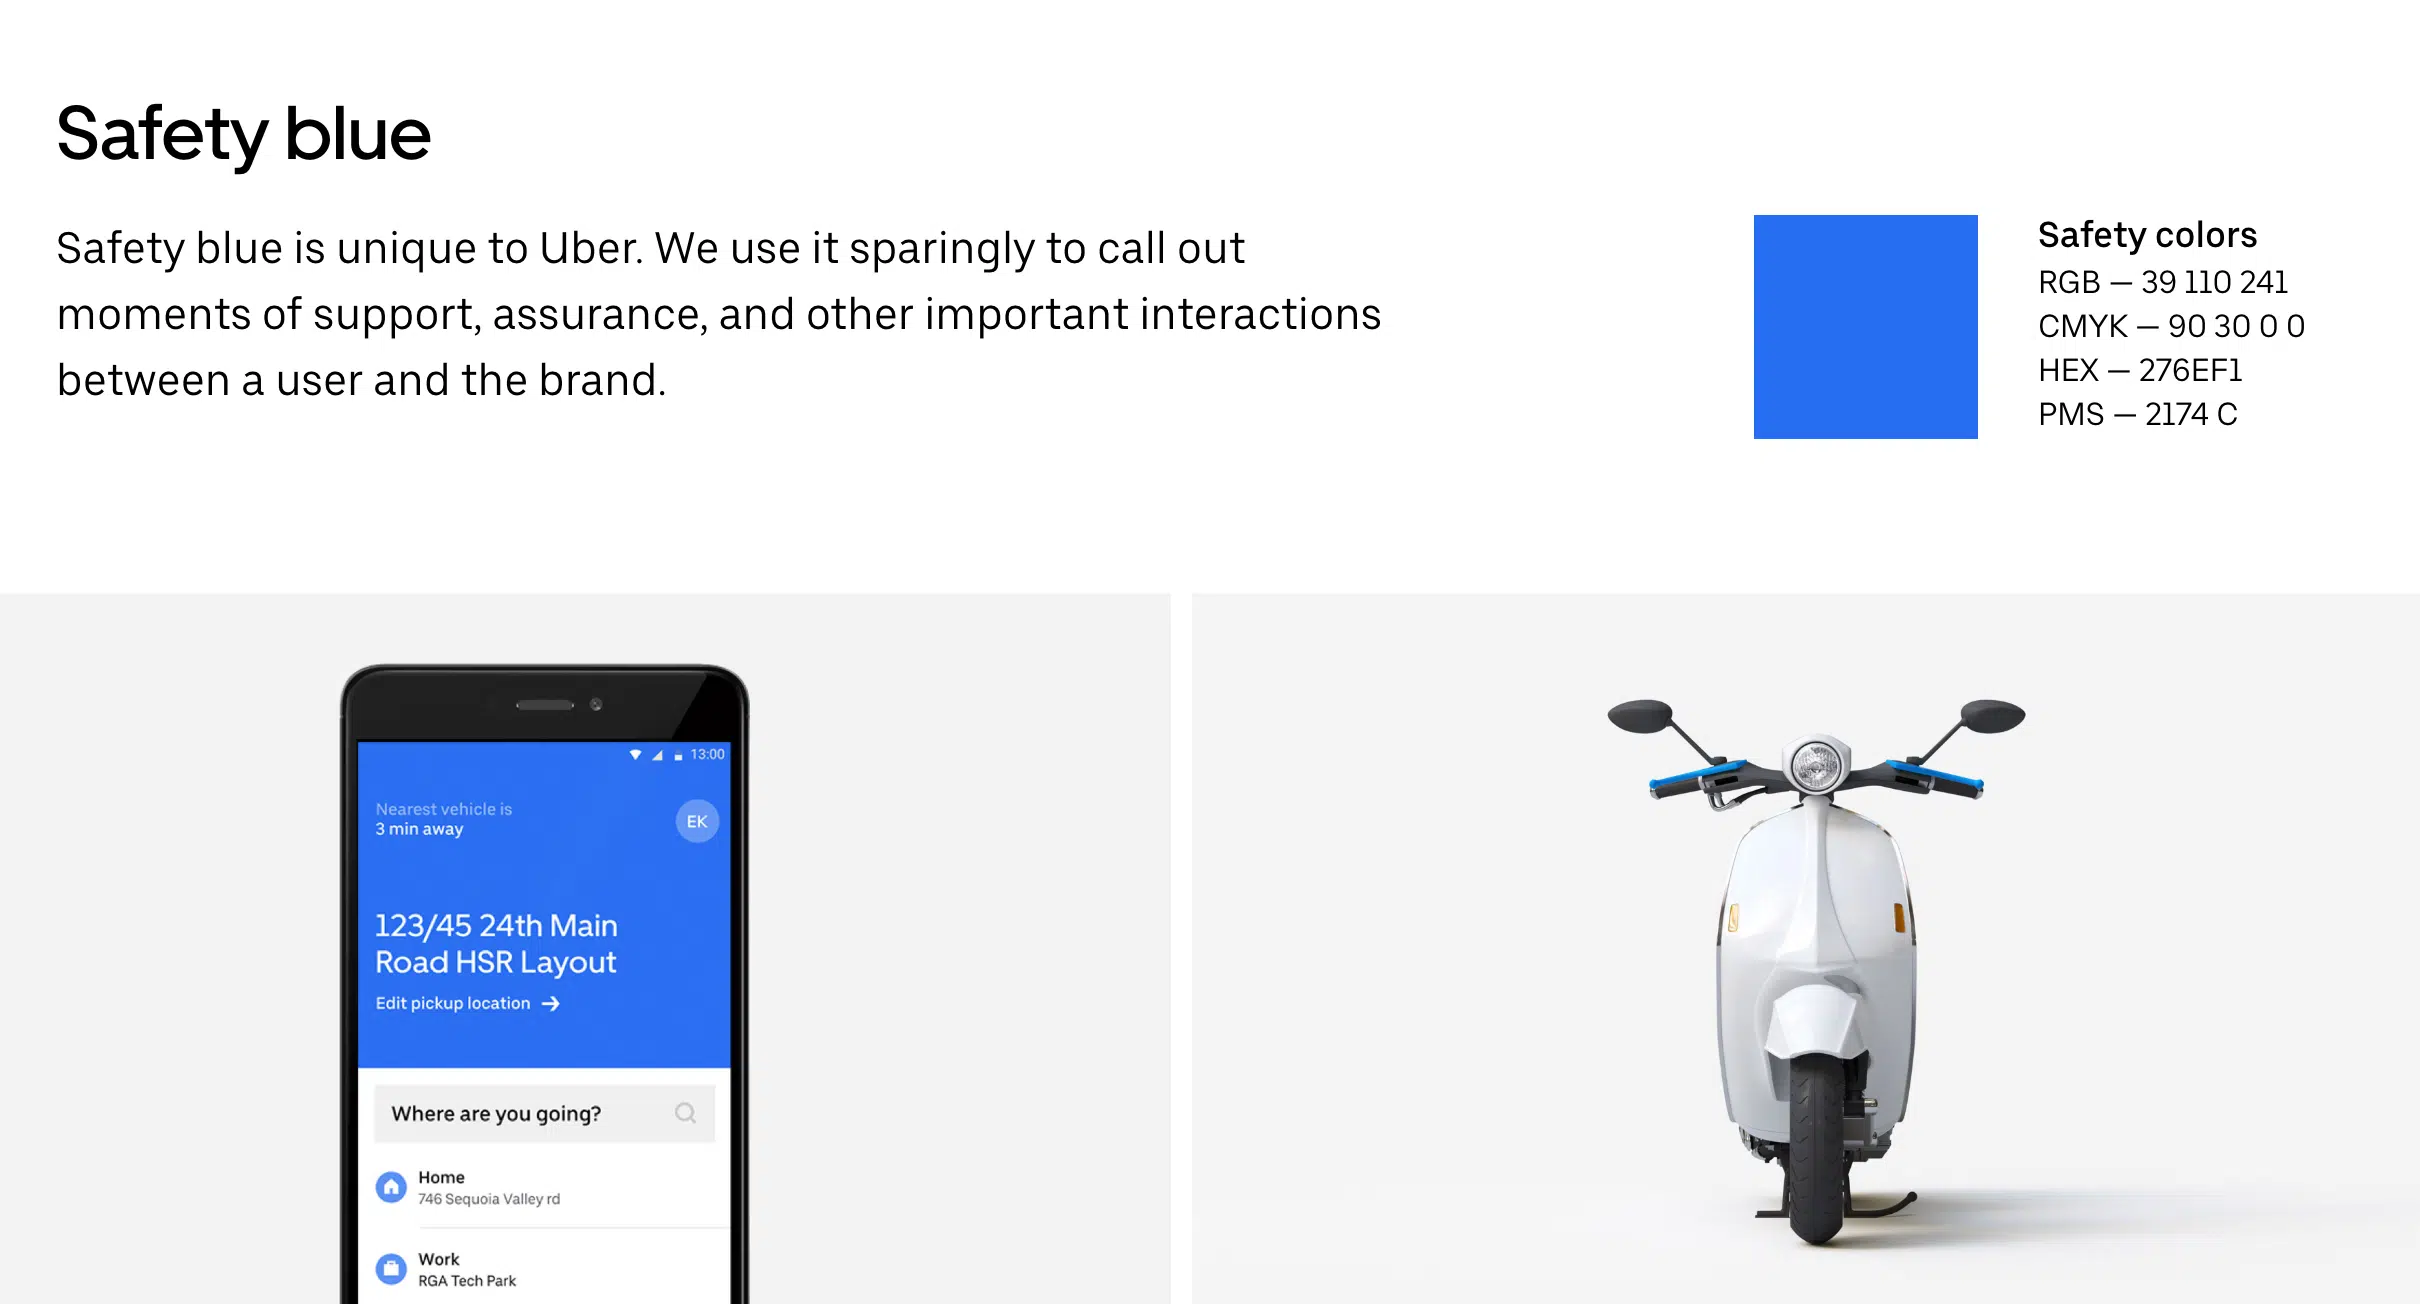 Safety blue
Safety blue is unique to Uber. We use it sparingly to call out
moments of support, assurance, and other important interactions
between a user and the brand.
Safety colors
RGB — 39 110 241
CMYK — 90 30 0 0
HEX — 276EF1
PMS — 2174 C
13:00
Nearest vehicle is
3 min away
EK
123/45 24th Main
Road HSR Layout
Edit pickup location →
Where are you going?
Home
746 Sequoia Valley rd
Work
RGA Tech Park